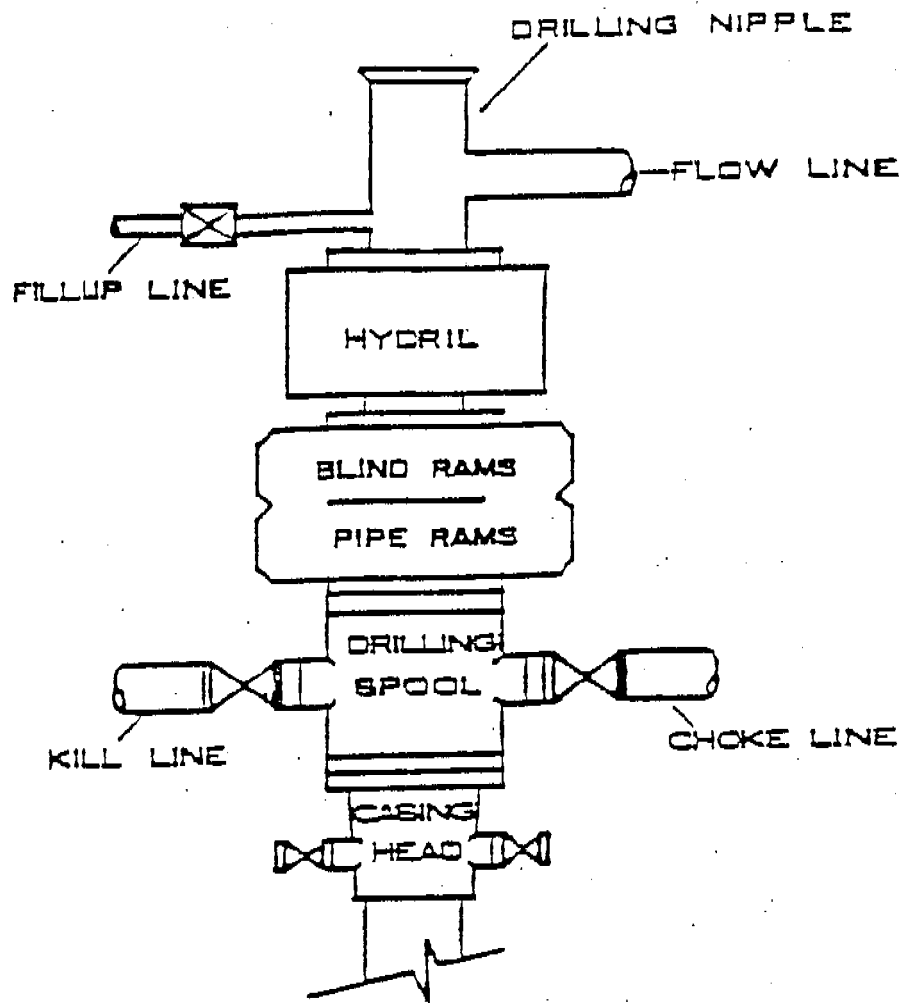 DRILLING NIPPLE
FLOW LINE
FILLUP LINE
HYDRIL
BLIND RAMS
PIPE RAMS
DRILLING
SPOOL
KILL LINE
CHOKE LINE
CASING
HEAD